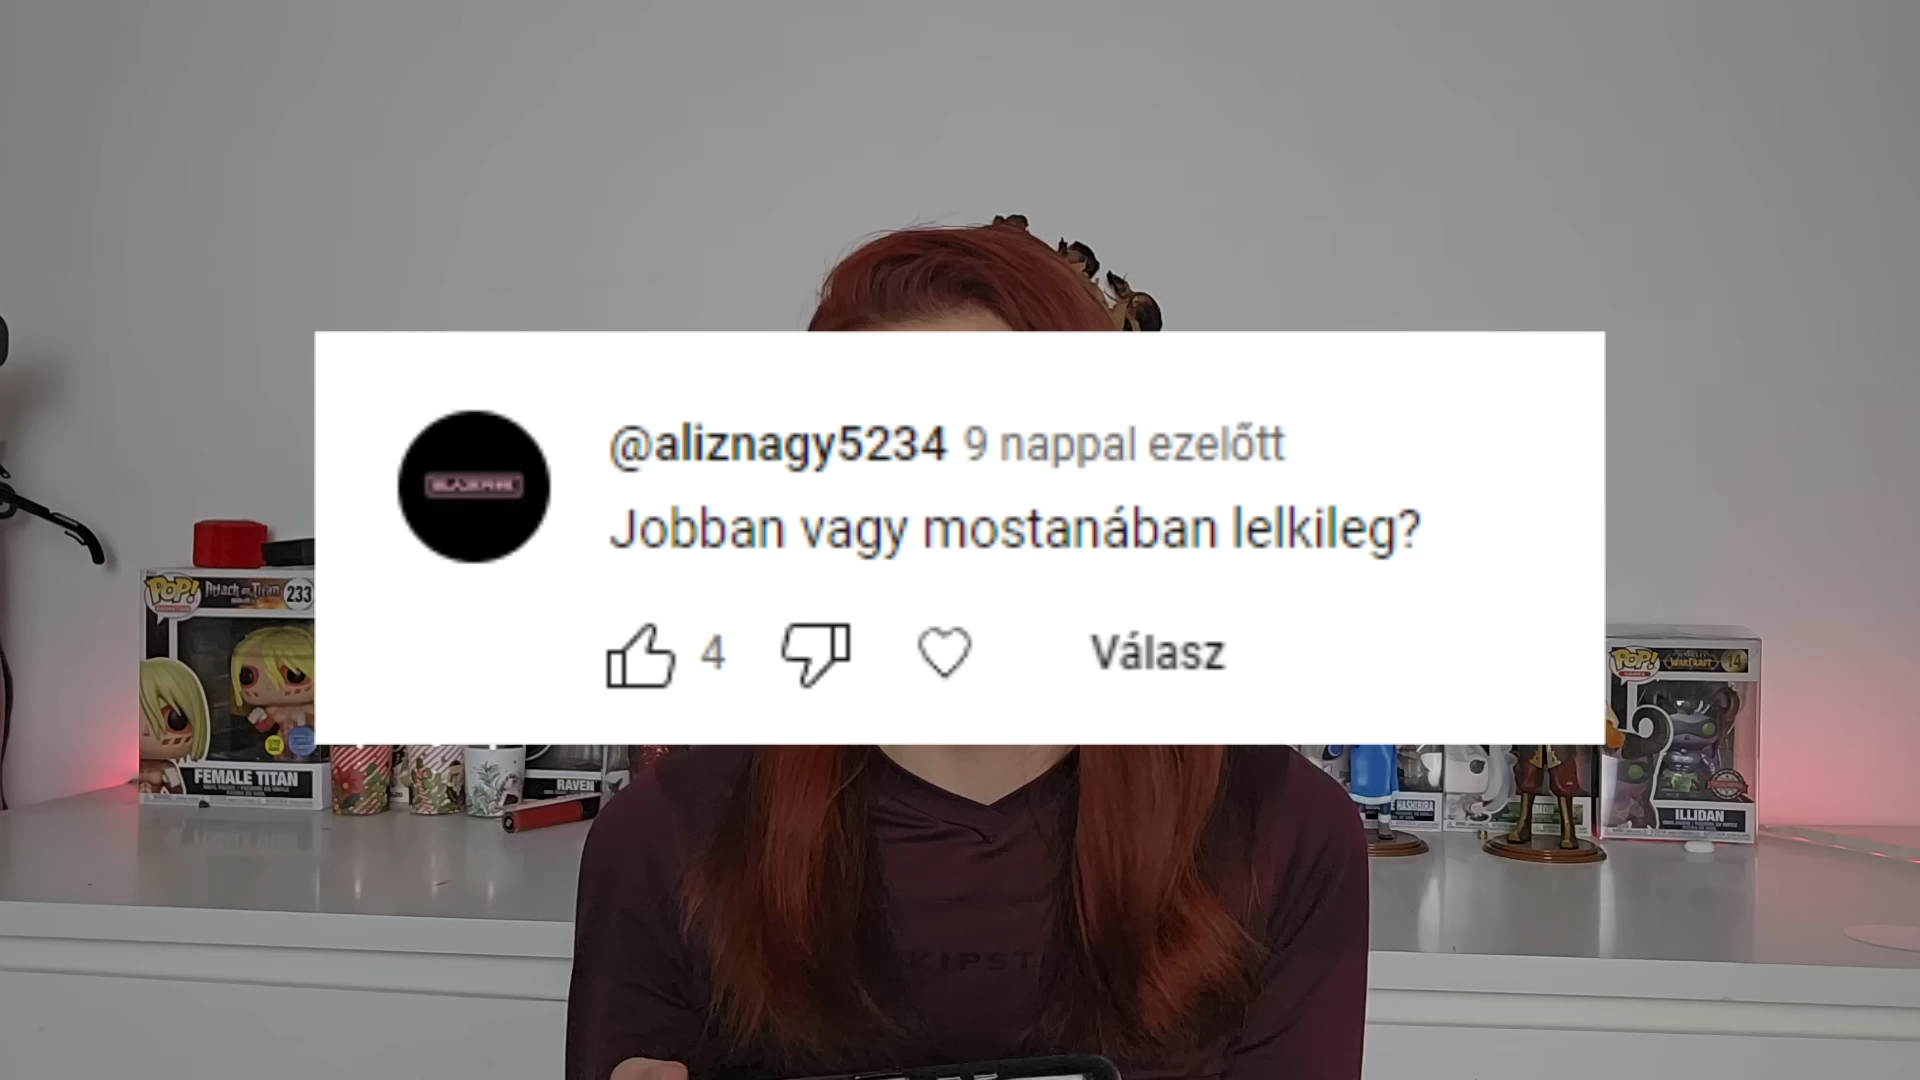 @aliznagy5234 9 nappal ezelőtt
Jobban vagy mostanában lelkileg?
4
Válasz
POP!
Attack on Titan
233
FEMALE TITAN
RAVEN
POP!
WARCRAFT
14
ILLIDAN
KIPST